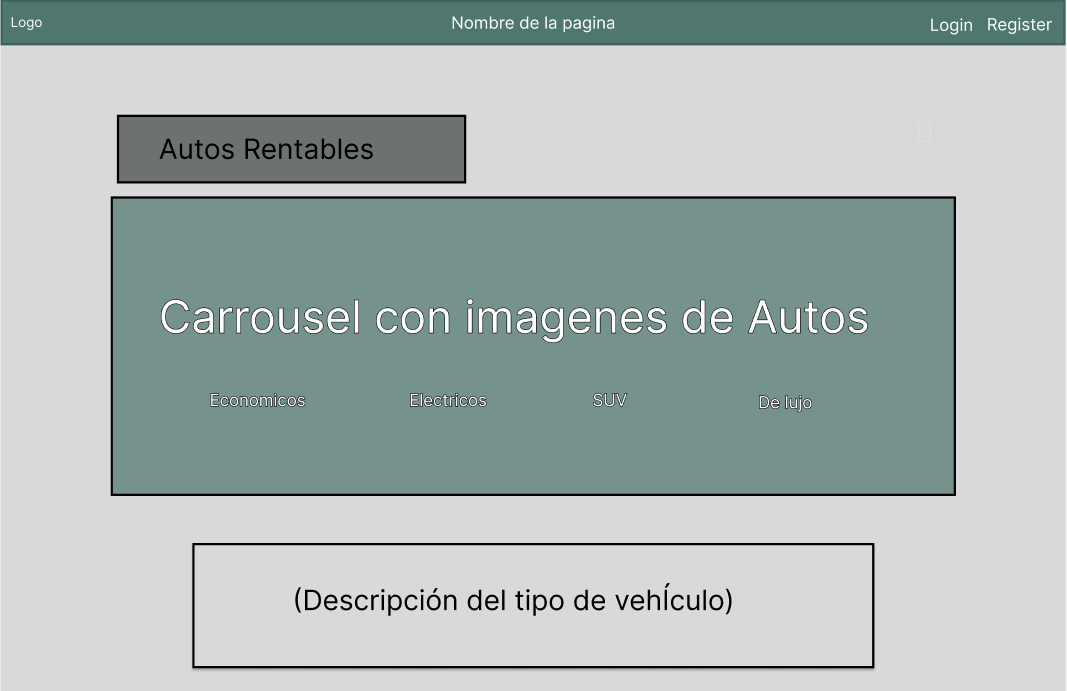 Logo
Nombre de la pagina
Login
Register
Autos Rentables
Carrousel con imagenes de Autos
Economicos
Electricos
SUV
De lujo
(Descripción del tipo de vehÍculo)